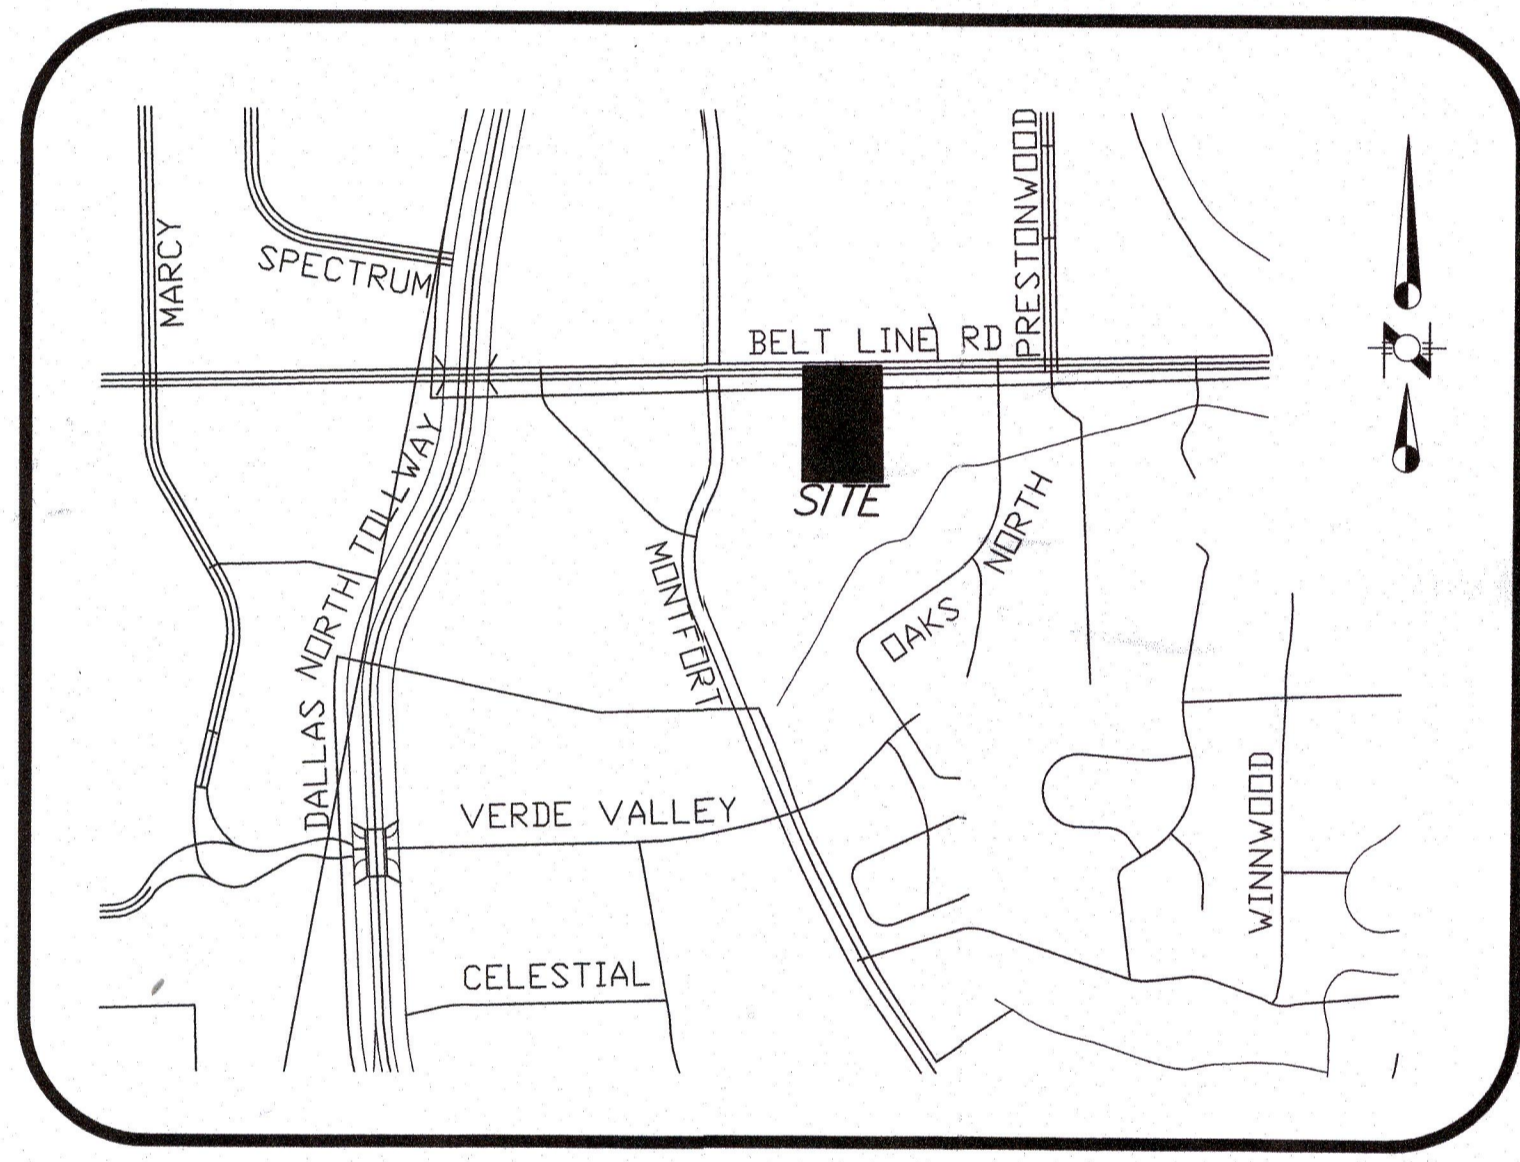 PRESTONWOOD
MARCY
SPECTRUM
BELT LINE RD
DALLAS NORTH TOLLWAY
SITE
MONTFORT
NORTH
OAKS
VERDE VALLEY
WINNWOOD
CELESTIAL